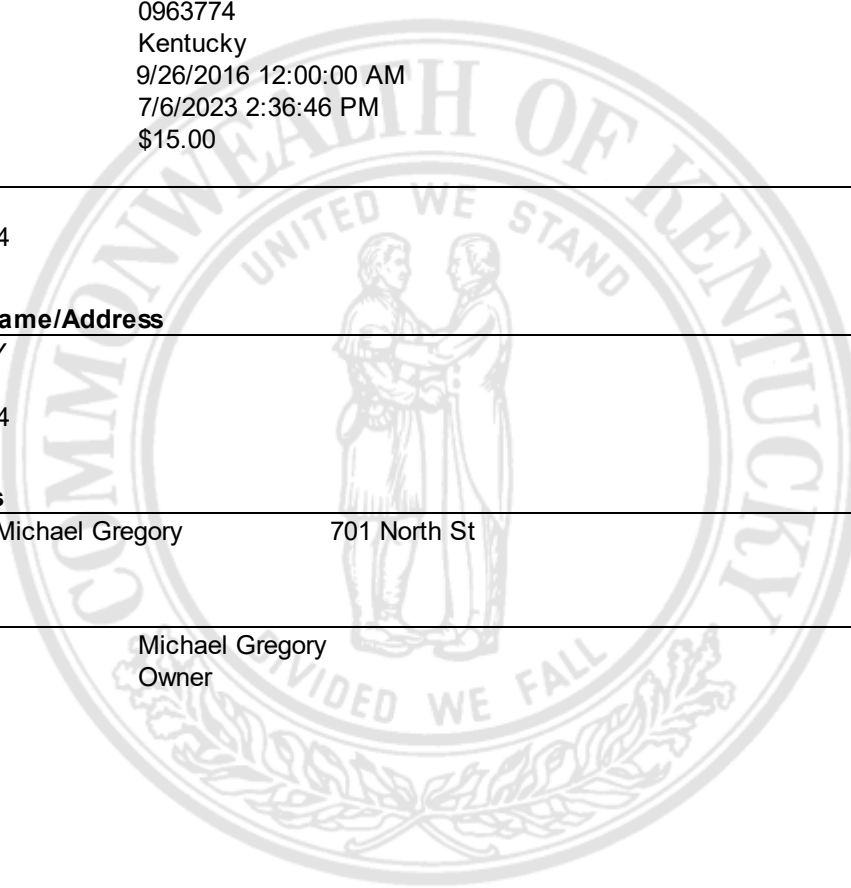 0963774
Kentucky
9/26/2016 12:00:00 AM
7/6/2023 2:36:46 PM
$15.00
4
ame/Address
4
s
Michael Gregory 701 North St
Michael Gregory
Owner
COMMONWEALTH OF KENTUCKY
UNITED WE STAND
DIVIDED WE FALL